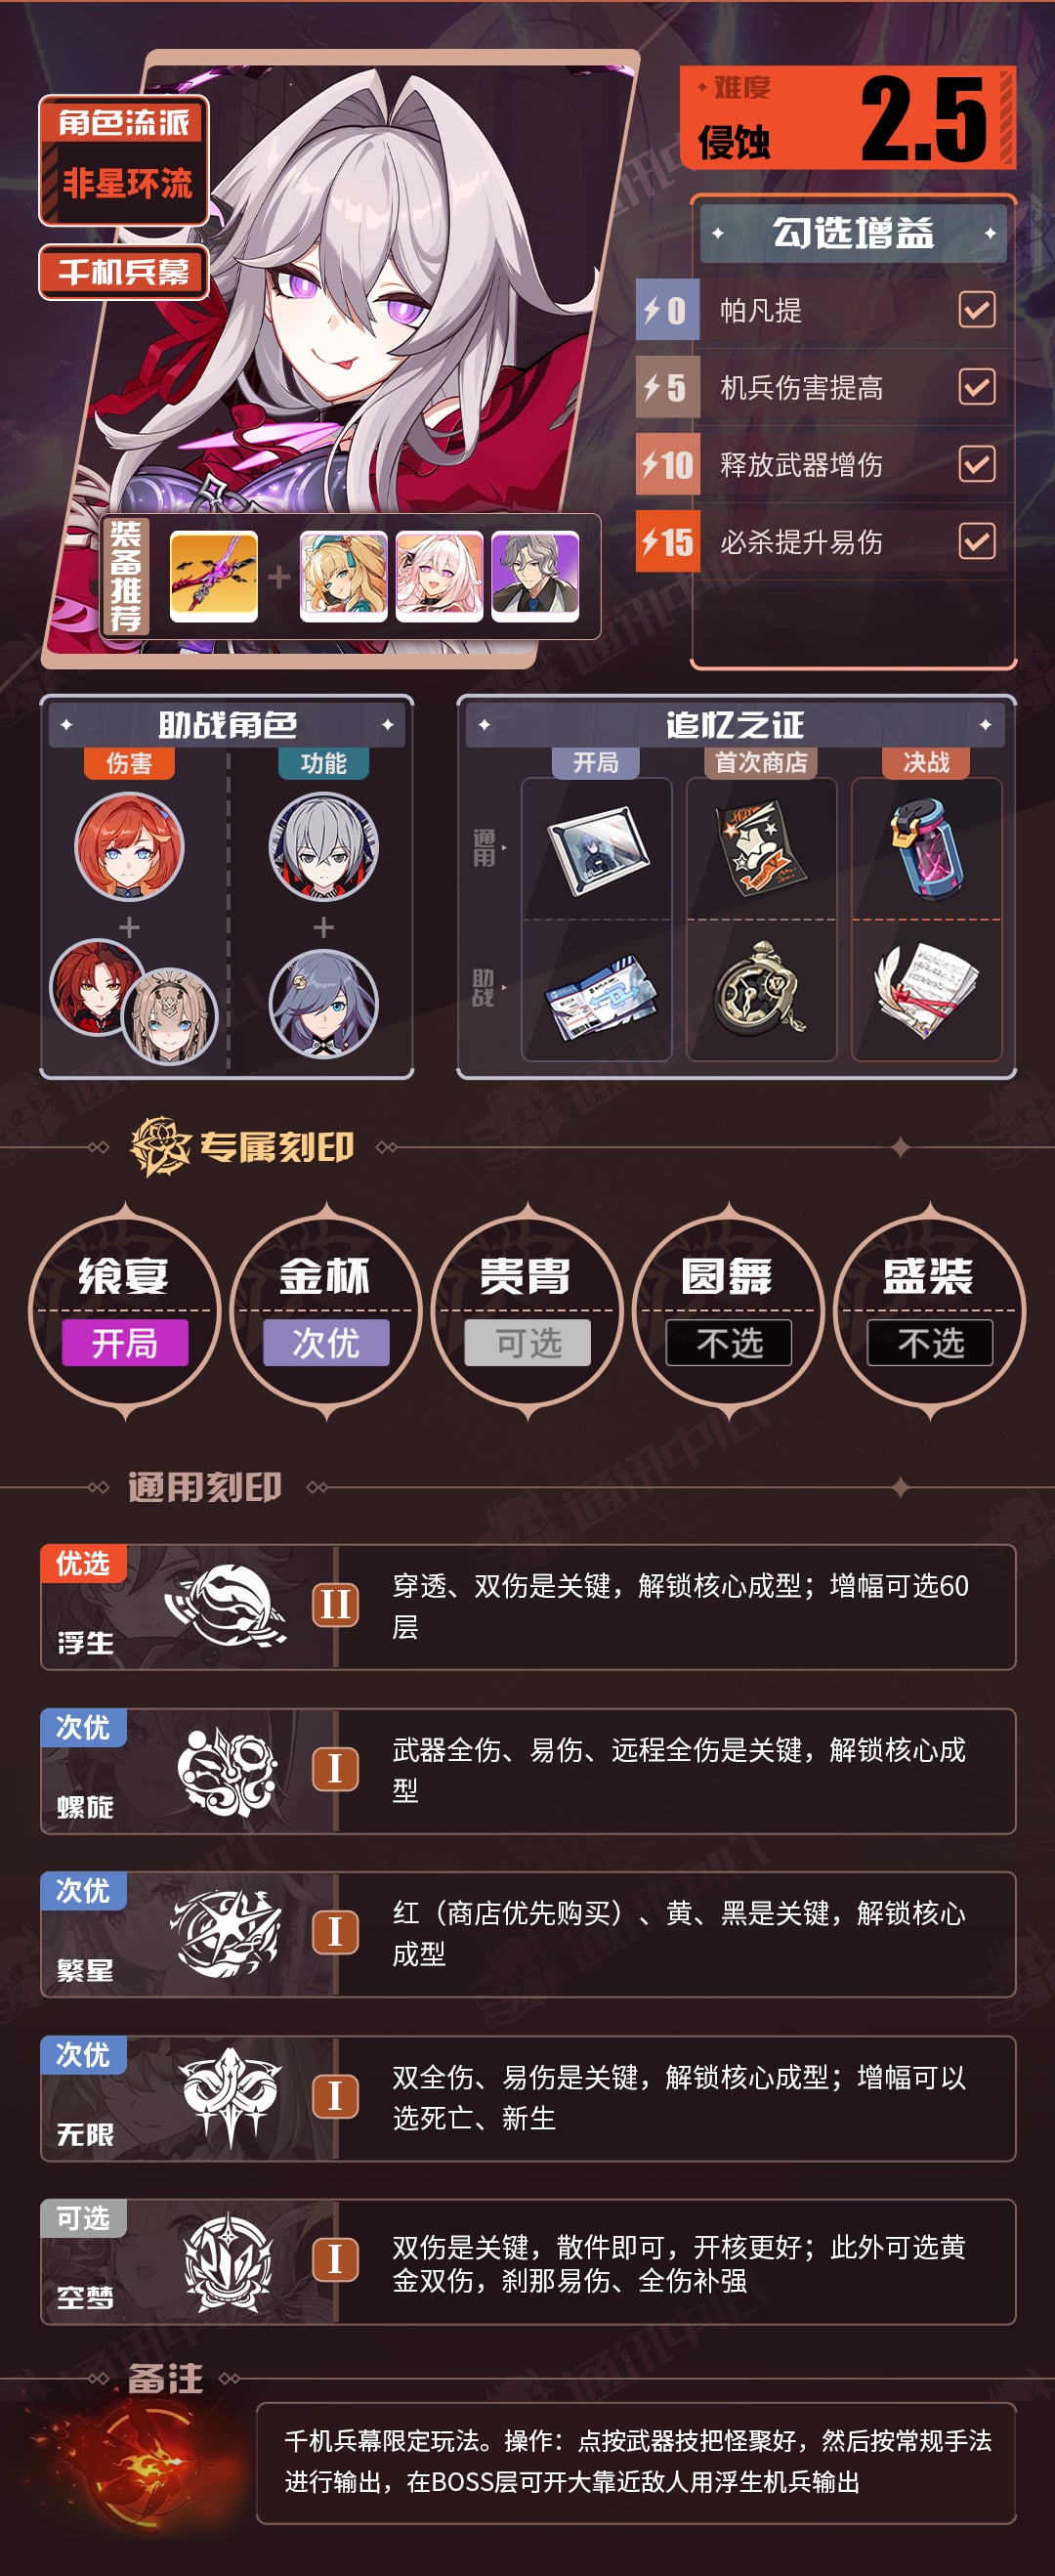 角色流派
非星环流
千机兵幕
难度
侵蚀
2.5
勾选增益
0 帕凡提
5 机兵伤害提高
10 释放武器增伤
15 必杀提升易伤
装备推荐
助战角色
伤害 功能
追忆之证
开局 首次商店 决战
通用
助战
专属刻印
飨宴 金杯 贵胄 圆舞 盛装
开局 次优 可选 不选 不选
通用刻印
优选
浮生
II
穿透、双伤是关键，解锁核心成型；增幅可选60
层
次优
螺旋
I
武器全伤、易伤、远程全伤是关键，解锁核心成
型
次优
繁星
I
红（商店优先购买）、黄、黑是关键，解锁核心
成型
次优
无限
I
双全伤、易伤是关键，解锁核心成型；增幅可以
选死亡、新生
可选
空梦
I
双伤是关键，散件即可，开核更好；此外可选黄
金双伤，刹那易伤、全伤补强
备注
千机兵幕限定玩法。操作：点按武器技把怪聚好，然后按常规手法
进行输出，在BOSS层可开大靠近敌人用浮生机兵输出